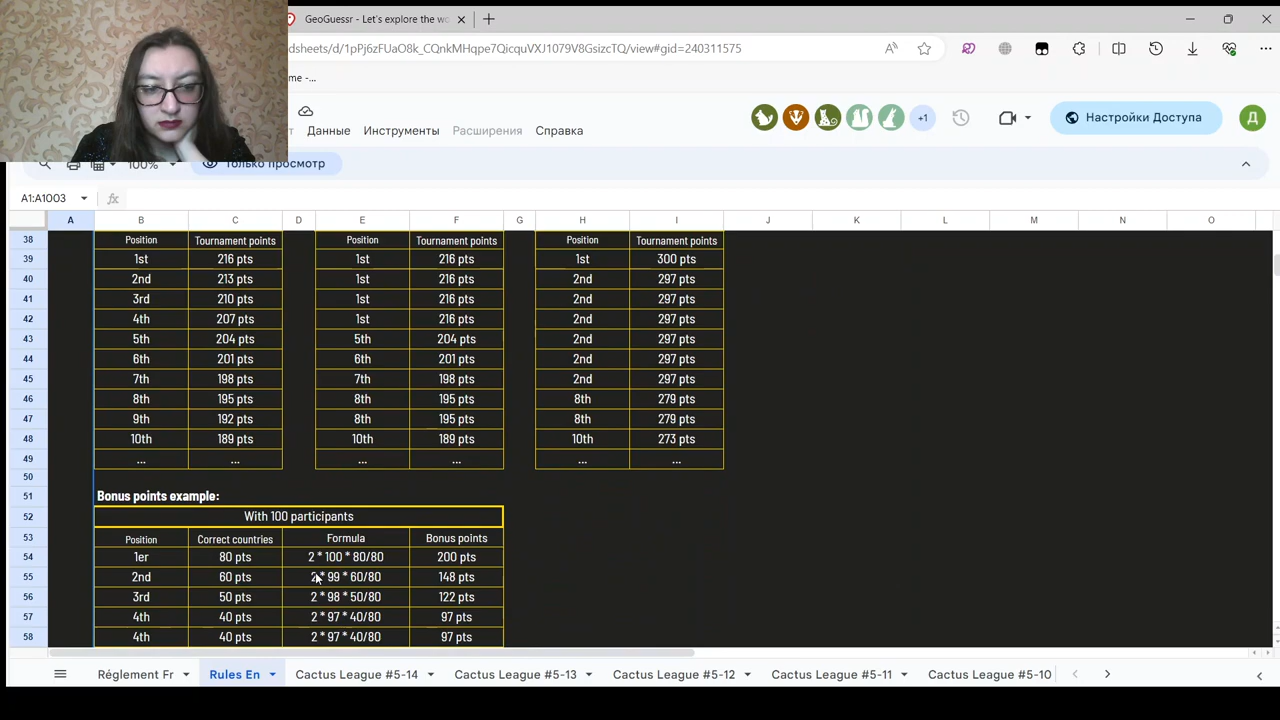 GeoGuessr - Let's explore the wo
dsheets/d/1pPj6zFUaO8k_CQnkMHqpe7QicquVXJ1079V8GsizcTQ/view#gid=240311575
me -...
Данные Инструменты Расширения Справка
+1
Настройки Доступа
Д
100%
Только просмотр
A1:A1003
fx
A B C D E F G H I J K L M N O
38 Position Tournament points Position Tournament points Position Tournament points
39 1st 216 pts 1st 216 pts 1st 300 pts
40 2nd 213 pts 1st 216 pts 2nd 297 pts
41 3rd 210 pts 1st 216 pts 2nd 297 pts
42 4th 207 pts 1st 216 pts 2nd 297 pts
43 5th 204 pts 5th 204 pts 2nd 297 pts
44 6th 201 pts 6th 201 pts 2nd 297 pts
45 7th 198 pts 7th 198 pts 2nd 297 pts
46 8th 195 pts 8th 195 pts 8th 279 pts
47 9th 192 pts 8th 195 pts 8th 279 pts
48 10th 189 pts 10th 189 pts 10th 273 pts
49 ... ... ... ... ... ...
50
51 Bonus points example:
52 With 100 participants
53 Position Correct countries Formula Bonus points
54 1er 80 pts 2 * 100 * 80/80 200 pts
55 2nd 60 pts 2 * 99 * 60/80 148 pts
56 3rd 50 pts 2 * 98 * 50/80 122 pts
57 4th 40 pts 2 * 97 * 40/80 97 pts
58 4th 40 pts 2 * 97 * 40/80 97 pts
Réglement Fr Rules En Cactus League #5-14 Cactus League #5-13 Cactus League #5-12 Cactus League #5-11 Cactus League #5-10